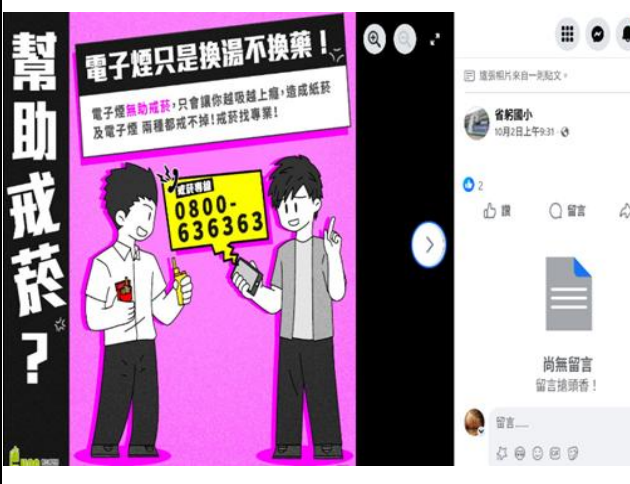 幫助戒菸?
電子煙只是換湯不換藥!
電子煙無助戒菸,只會讓你越吸越上癮,造成紙菸
及電子煙 兩種都戒不掉!戒菸找專業!
戒菸專線
0800-
636363
這張相片來自一則貼文。
省躬國小
10月2日上午9:31
2
讚
留言
尚無留言
留言搶頭香!
留言......
GIF